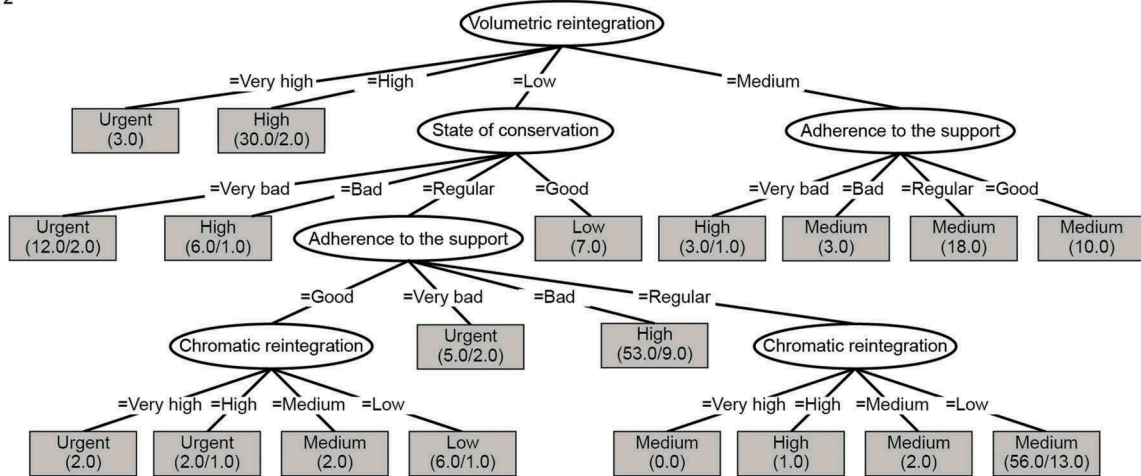 2
Volumetric reintegration
=Very high =High =Low =Medium
Urgent
(3.0)
High
(30.0/2.0)
State of conservation
Adherence to the support
=Very bad =Bad =Regular =Good
=Very bad =Bad =Regular =Good
Urgent
(12.0/2.0)
High
(6.0/1.0)
Adherence to the support
Low
(7.0)
High
(3.0/1.0)
Medium
(3.0)
Medium
(18.0)
Medium
(10.0)
=Good =Very bad =Bad =Regular
Chromatic reintegration
Urgent
(5.0/2.0)
High
(53.0/9.0)
Chromatic reintegration
=Very high =High =Medium =Low
=Very high =High =Medium =Low
Urgent
(2.0)
Urgent
(2.0/1.0)
Medium
(2.0)
Low
(6.0/1.0)
Medium
(0.0)
High
(1.0)
Medium
(2.0)
Medium
(56.0/13.0)